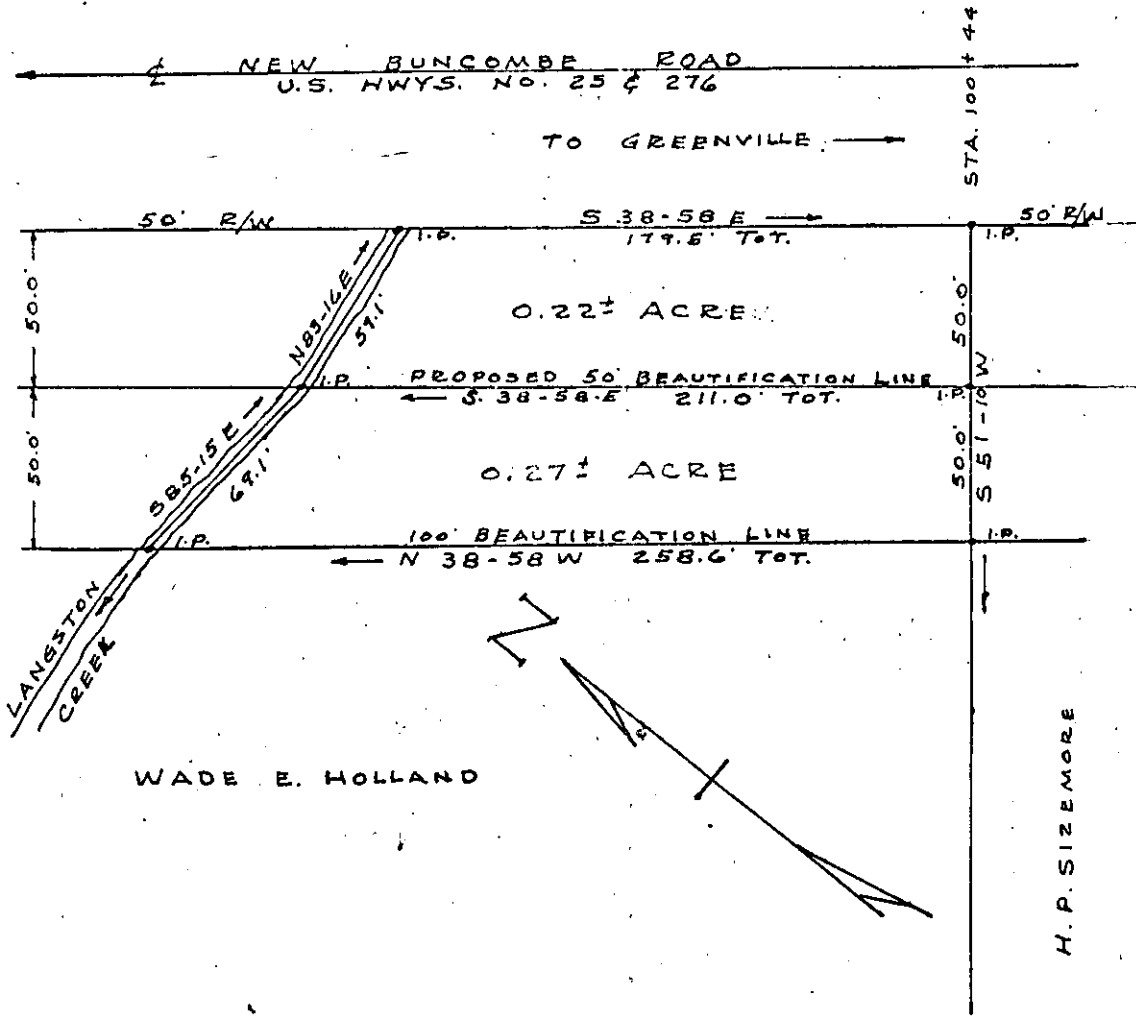 STA. 100 + 44
℄ NEW BUNCOMBE ROAD
U.S. HWYS. NO. 25 & 276
TO GREENVILLE
50' R/W
S 38-58 E
50' R/W
I.P.
179.5' TOT.
I.P.
50.0'
N83-16E
59.1'
0.22± ACRE
50.0'
I.P.
PROPOSED 50' BEAUTIFICATION LINE
I.P.
S. 38-58-E 211.0' TOT.
50.0'
S85-15 E
69.1'
0.27± ACRE
50.0'
S 51-10 W
I.P.
100' BEAUTIFICATION LINE
I.P.
N 38-58 W 258.6' TOT.
LANGSTON
CREEK
N
WADE E. HOLLAND
H. P. SIZEMORE